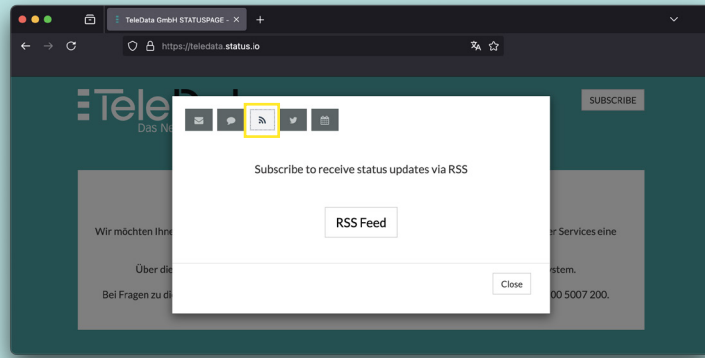 TeleData GmbH STATUSPAGE -
https://teledata.status.io
Tele
Das Ne
SUBSCRIBE
Subscribe to receive status updates via RSS
RSS Feed
Wir möchten Ihne
er Services eine
Über die
ystem.
Bei Fragen zu di
00 5007 200.
Close